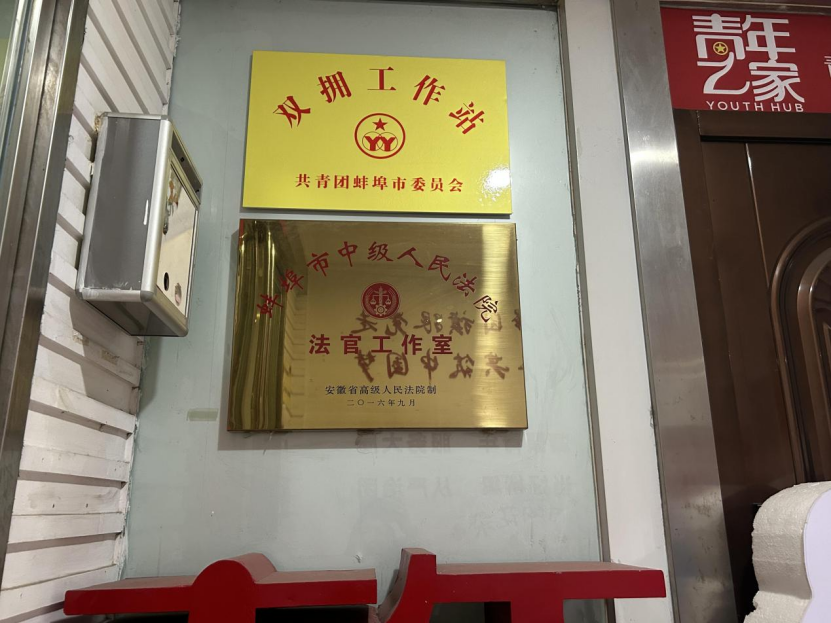 双拥工作站
共青团蚌埠市委员会
蚌埠市中级人民法院
法官工作室
安徽省高级人民法院制
二〇一六年九月
青年之家
YOUTH HUB